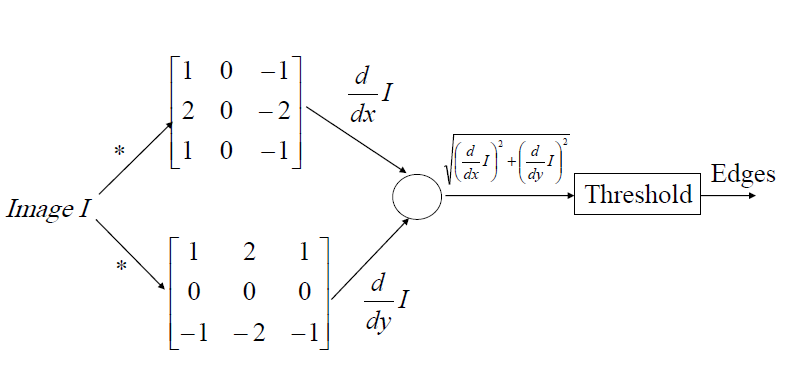 [1 0 −1
2 0 −2
1 0 −1]
d/dx I
*
√((d/dx I)² + (d/dy I)²)
Edges
Threshold
Image I
*
[1 2 1
0 0 0
−1 −2 −1]
d/dy I